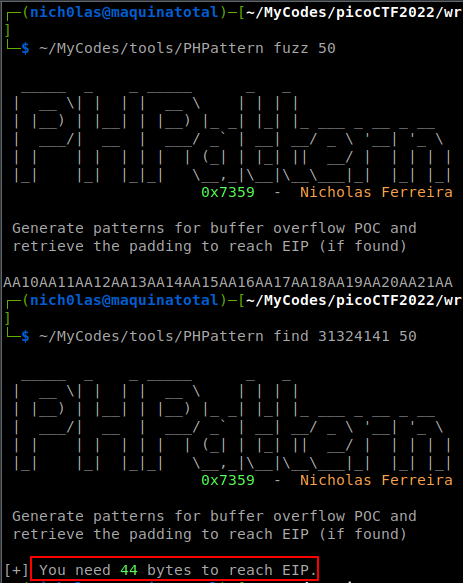 ┌──(nich0las㉿maquinatotal)-[~/MyCodes/picoCTF2022/wr
]
└─$ ~/MyCodes/tools/PHPattern fuzz 50
PHPattern
0x7359 - Nicholas Ferreira
Generate patterns for buffer overflow POC and
retrieve the padding to reach EIP (if found)
AA10AA11AA12AA13AA14AA15AA16AA17AA18AA19AA20AA21AA
┌──(nich0las㉿maquinatotal)-[~/MyCodes/picoCTF2022/wr
]
└─$ ~/MyCodes/tools/PHPattern find 31324141 50
PHPattern
0x7359 - Nicholas Ferreira
Generate patterns for buffer overflow POC and
retrieve the padding to reach EIP (if found)
[+] You need 44 bytes to reach EIP.